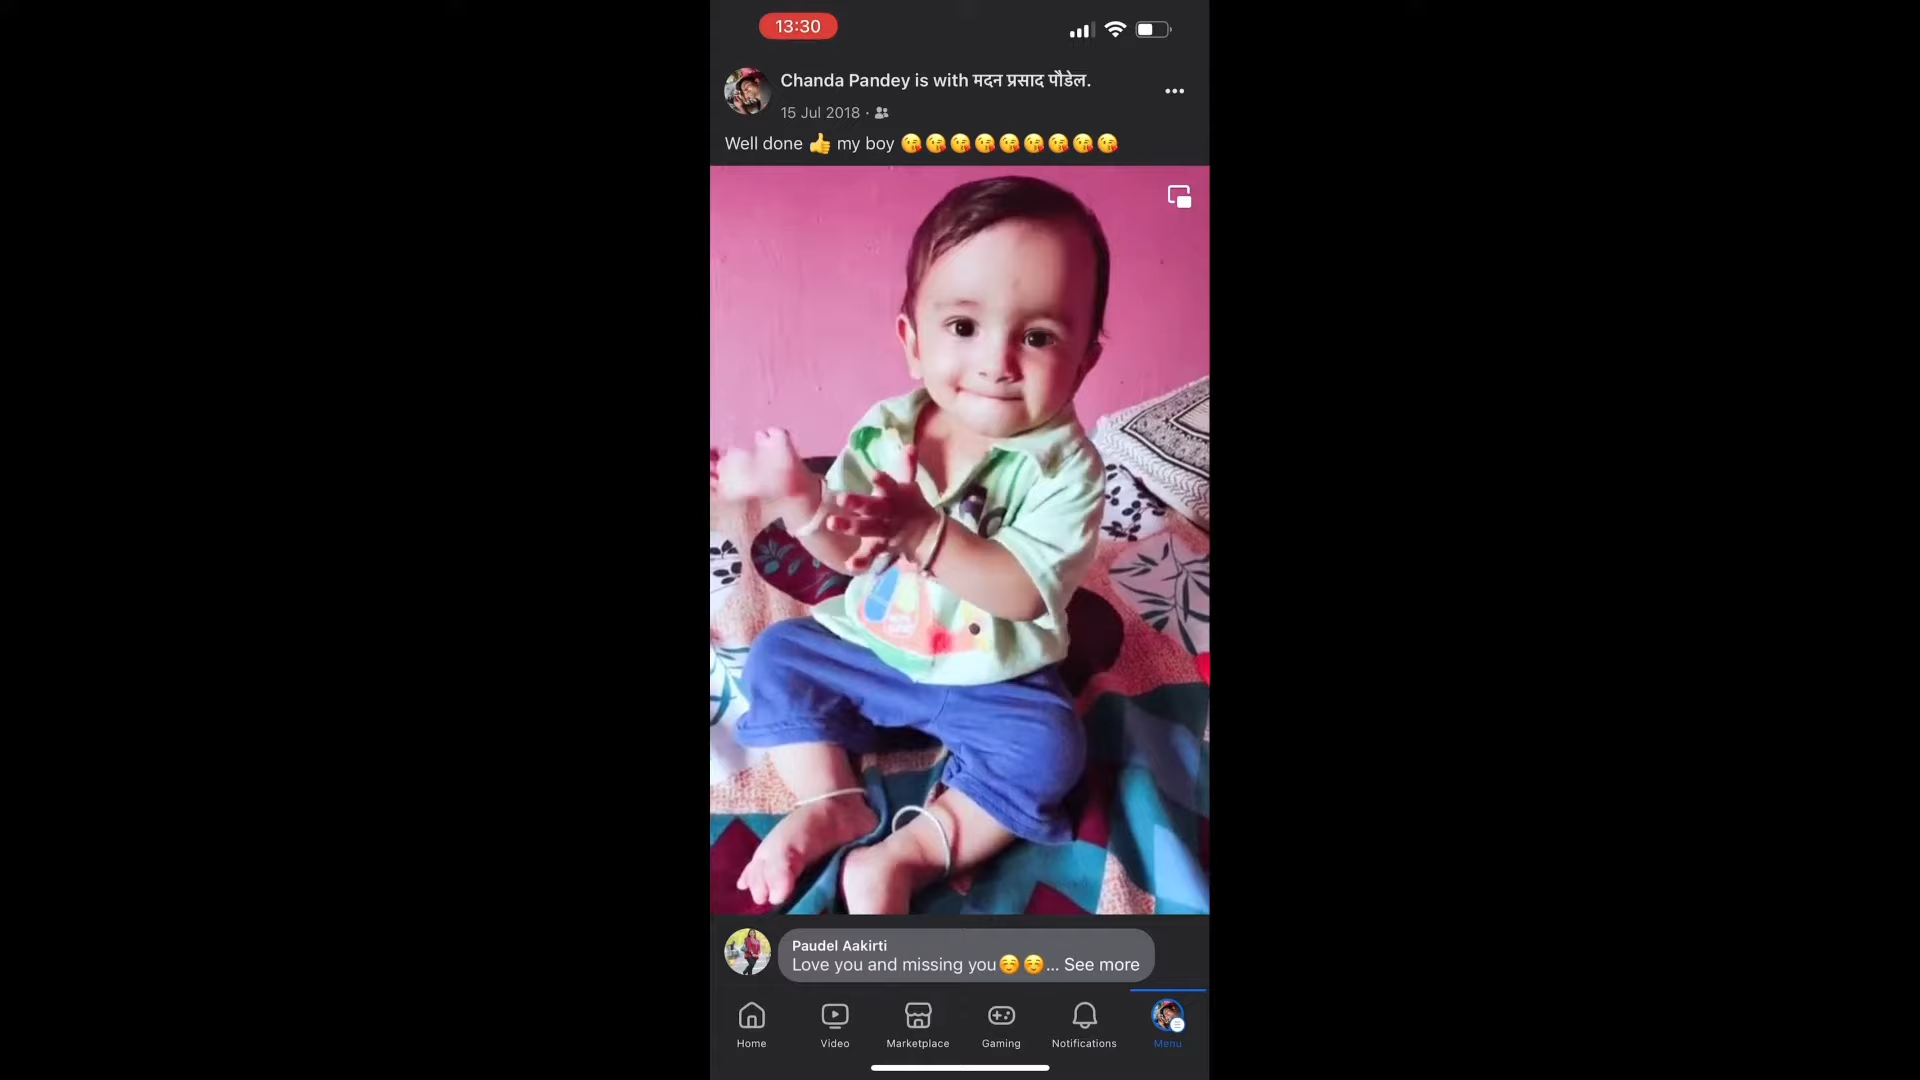 13:30
Chanda Pandey is with मदन प्रसाद पौडेल.
15 Jul 2018 ·
Well done 👍 my boy 😘😘😘😘😘😘😘😘😘
Paudel Aakirti
Love you and missing you☺️☺️... See more
Home Video Marketplace Gaming Notifications Menu